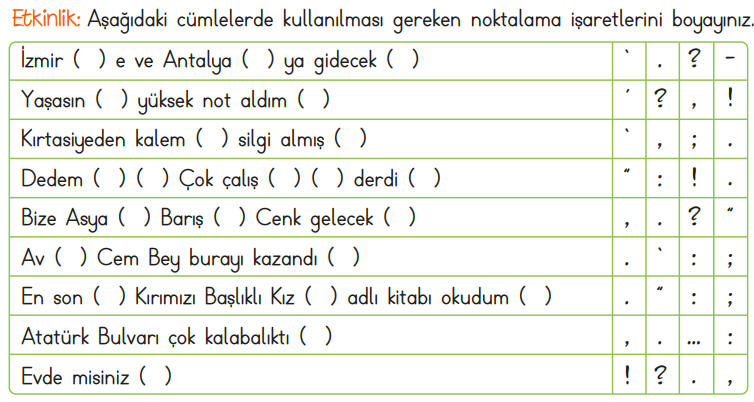 Etkinlik: Aşağıdaki cümlelerde kullanılması gereken noktalama işaretlerini boyayınız.
İzmir ( ) e ve Antalya ( ) ya gidecek ( ) ‵ . ? -
Yaşasın ( ) yüksek not aldım ( ) ′ ? , !
Kırtasiyeden kalem ( ) silgi almış ( ) ‵ , ; .
Dedem ( ) ( ) Çok çalış ( ) ( ) derdi ( ) “ : ! .
Bize Asya ( ) Barış ( ) Cenk gelecek ( ) , . ? “
Av ( ) Cem Bey burayı kazandı ( ) . ‵ : ;
En son ( ) Kırımızı Başlıklı Kız ( ) adlı kitabı okudum ( ) . “ : ;
Atatürk Bulvarı çok kalabalıktı ( ) , . ... :
Evde misiniz ( ) ! ? . ,